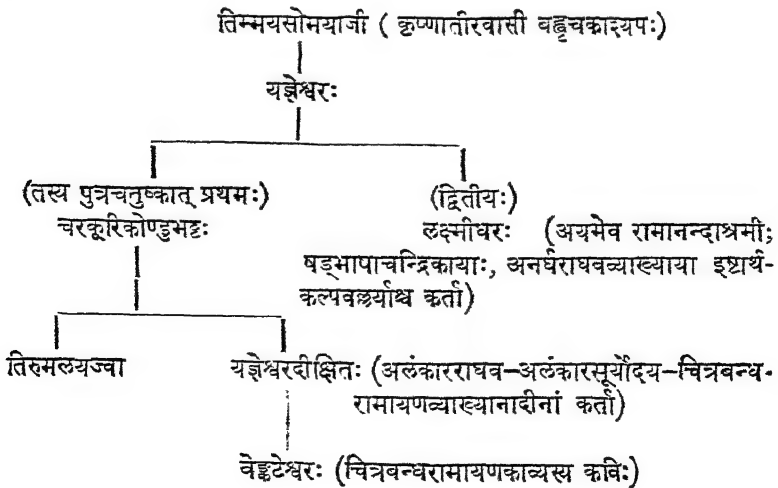 तिम्मयसोमयाजी ( कृष्णातीरवासी बह्वृचकाश्यपः)
यज्ञेश्वरः
(तस्य पुत्रचतुष्कात् प्रथमः)
चरकूरिकोण्डुभट्टः
(द्वितीयः)
लक्ष्मीधरः (अयमेव रामानन्दाश्रमी;
षड्भाषाचन्द्रिकायाः, अनर्घराघवव्याख्याया इष्टार्थ-
कल्पवल्लर्याश्च कर्ता)
तिरुमलयज्वा
यज्ञेश्वरदीक्षितः (अलंकारराघव–अलंकारसूर्योदय–चित्रबन्ध-
रामायणव्याख्यानादीनां कर्ता)
वेङ्कटेश्वरः (चित्रबन्धरामायणकाव्यस्य कविः)